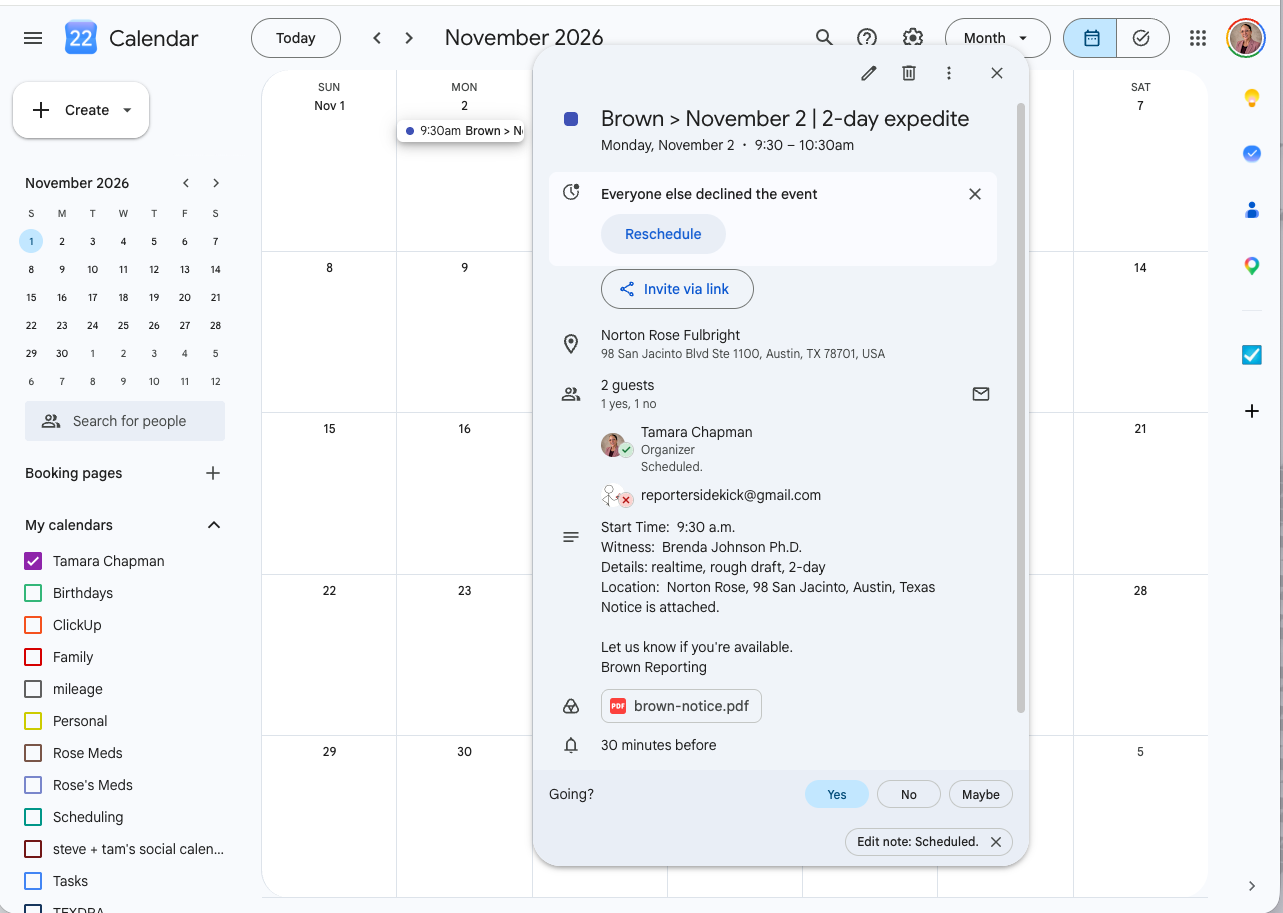 22 Calendar
Today
November 2026
Month
Create
November 2026
S M T W T F S
1 2 3 4 5 6 7
8 9 10 11 12 13 14
15 16 17 18 19 20 21
22 23 24 25 26 27 28
29 30 1 2 3 4 5
6 7 8 9 10 11 12
Search for people
Booking pages
My calendars
Tamara Chapman
Birthdays
ClickUp
Family
mileage
Personal
Rose Meds
Rose's Meds
Scheduling
steve + tam's social calen...
Tasks
TEXDRA
SUN MON SAT
Nov 1 2 7
9:30am Brown > N
8 9 14
15 16 21
22 23 28
29 30 5
Brown > November 2 | 2-day expedite
Monday, November 2 · 9:30 – 10:30am
Everyone else declined the event
Reschedule
Invite via link
Norton Rose Fulbright
98 San Jacinto Blvd Ste 1100, Austin, TX 78701, USA
2 guests
1 yes, 1 no
Tamara Chapman
Organizer
Scheduled.
reportersidekick@gmail.com
Start Time: 9:30 a.m.
Witness: Brenda Johnson Ph.D.
Details: realtime, rough draft, 2-day
Location: Norton Rose, 98 San Jacinto, Austin, Texas
Notice is attached.
Let us know if you're available.
Brown Reporting
PDF brown-notice.pdf
30 minutes before
Going?
Yes
No
Maybe
Edit note: Scheduled.